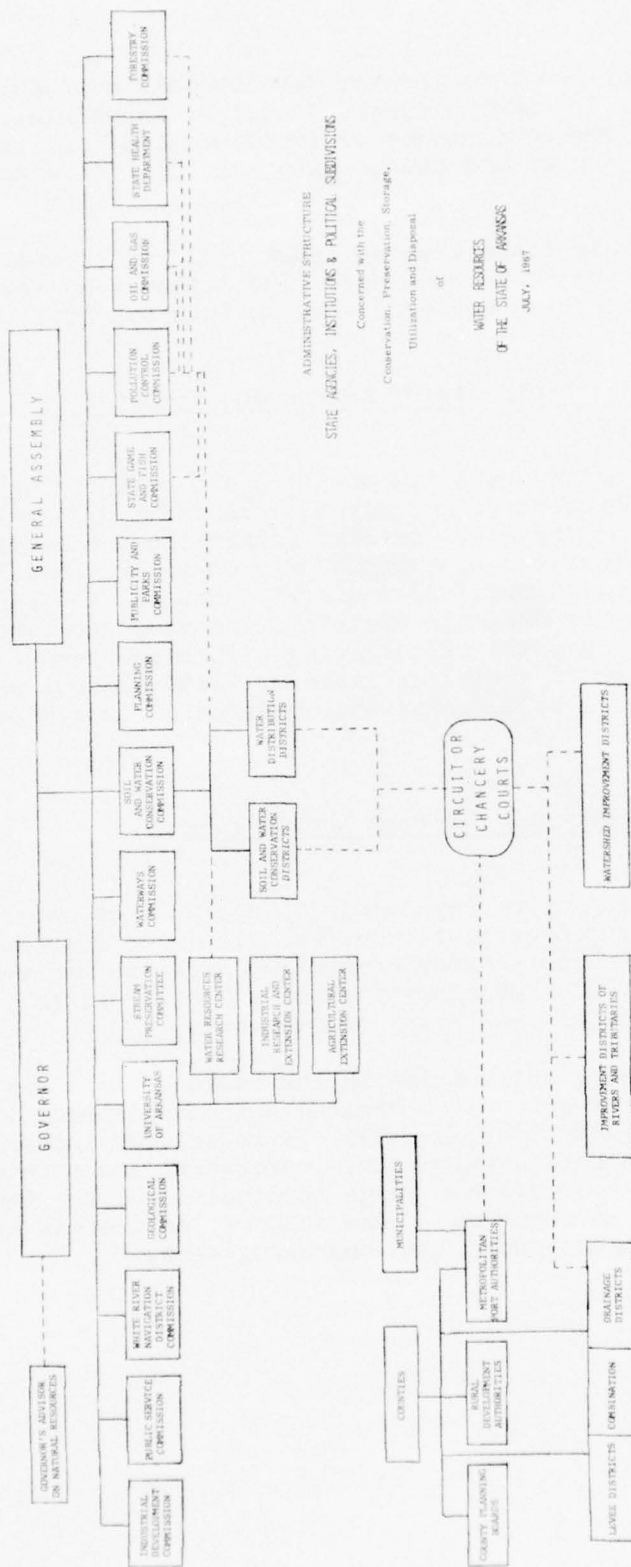 GOVERNOR'S ADVISOR
ON NATURAL RESOURCES
GOVERNOR
GENERAL ASSEMBLY
INDUSTRIAL
DEVELOPMENT
COMMISSION
PUBLIC SERVICE
COMMISSION
WHITE RIVER
NAVIGATION
DISTRICT
COMMISSION
GEOLOGICAL
COMMISSION
UNIVERSITY
OF ARKANSAS
STREAM
PRESERVATION
COMMITTEE
WATERWAYS
COMMISSION
SOIL
AND WATER
CONSERVATION
COMMISSION
PLANNING
COMMISSION
PUBLICITY AND
PARKS
COMMISSION
STATE GAME
AND FISH
COMMISSION
POLLUTION
CONTROL
COMMISSION
OIL AND GAS
COMMISSION
STATE HEALTH
DEPARTMENT
FORESTRY
COMMISSION
WATER RESOURCES
RESEARCH CENTER
INDUSTRIAL
RESEARCH AND
EXTENSION CENTER
AGRICULTURAL
EXTENSION CENTER
SOIL AND WATER
CONSERVATION
DISTRICTS
WATER
DISTRIBUTION
DISTRICTS
ADMINISTRATIVE STRUCTURE
STATE AGENCIES, INSTITUTIONS & POLITICAL SUBDIVISIONS
Concerned with the
Conservation, Preservation, Storage,
Utilization and Disposal
of
WATER RESOURCES
OF THE STATE OF ARKANSAS
JULY, 1967
COUNTIES
MUNICIPALITIES
COUNTY PLANNING
BOARDS
RURAL
DEVELOPMENT
AUTHORITIES
METROPOLITAN
PORT AUTHORITIES
CIRCUIT OR
CHANCERY
COURTS
LEVEE DISTRICTS
COMBINATION
DRAINAGE
DISTRICTS
IMPROVEMENT DISTRICTS OF
RIVERS AND TRIBUTARIES
WATERSHED IMPROVEMENT DISTRICTS